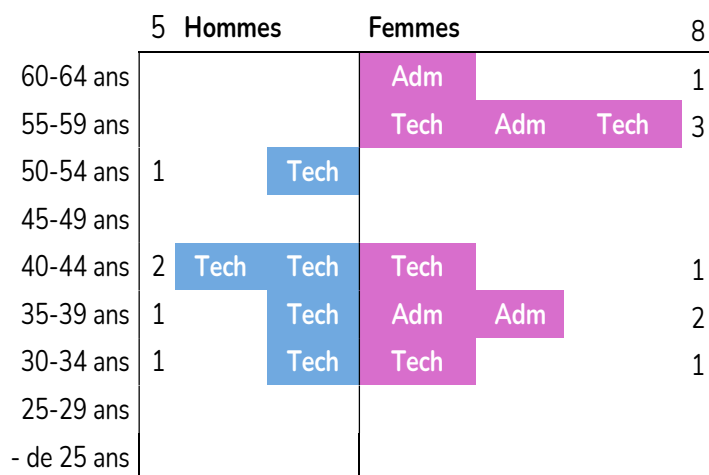 5 Hommes Femmes 8
60-64 ans Adm 1
55-59 ans Tech Adm Tech 3
50-54 ans 1 Tech
45-49 ans
40-44 ans 2 Tech Tech Tech 1
35-39 ans 1 Tech Adm Adm 2
30-34 ans 1 Tech Tech 1
25-29 ans
- de 25 ans